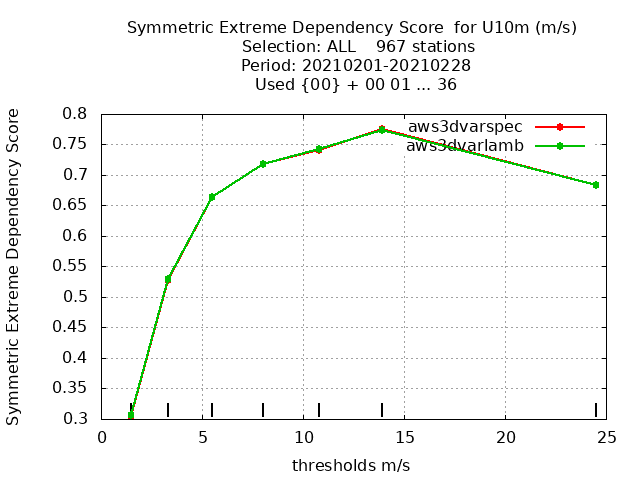 Symmetric Extreme Dependency Score  for U10m (m/s)
Selection: ALL    967 stations
Period: 20210201-20210228
Used {00} + 00 01 ... 36
Symmetric Extreme Dependency Score
0.8
0.75
0.7
0.65
0.6
0.55
0.5
0.45
0.4
0.35
0.3
aws3dvarspec
aws3dvarlamb
0 5 10 15 20 25
thresholds m/s